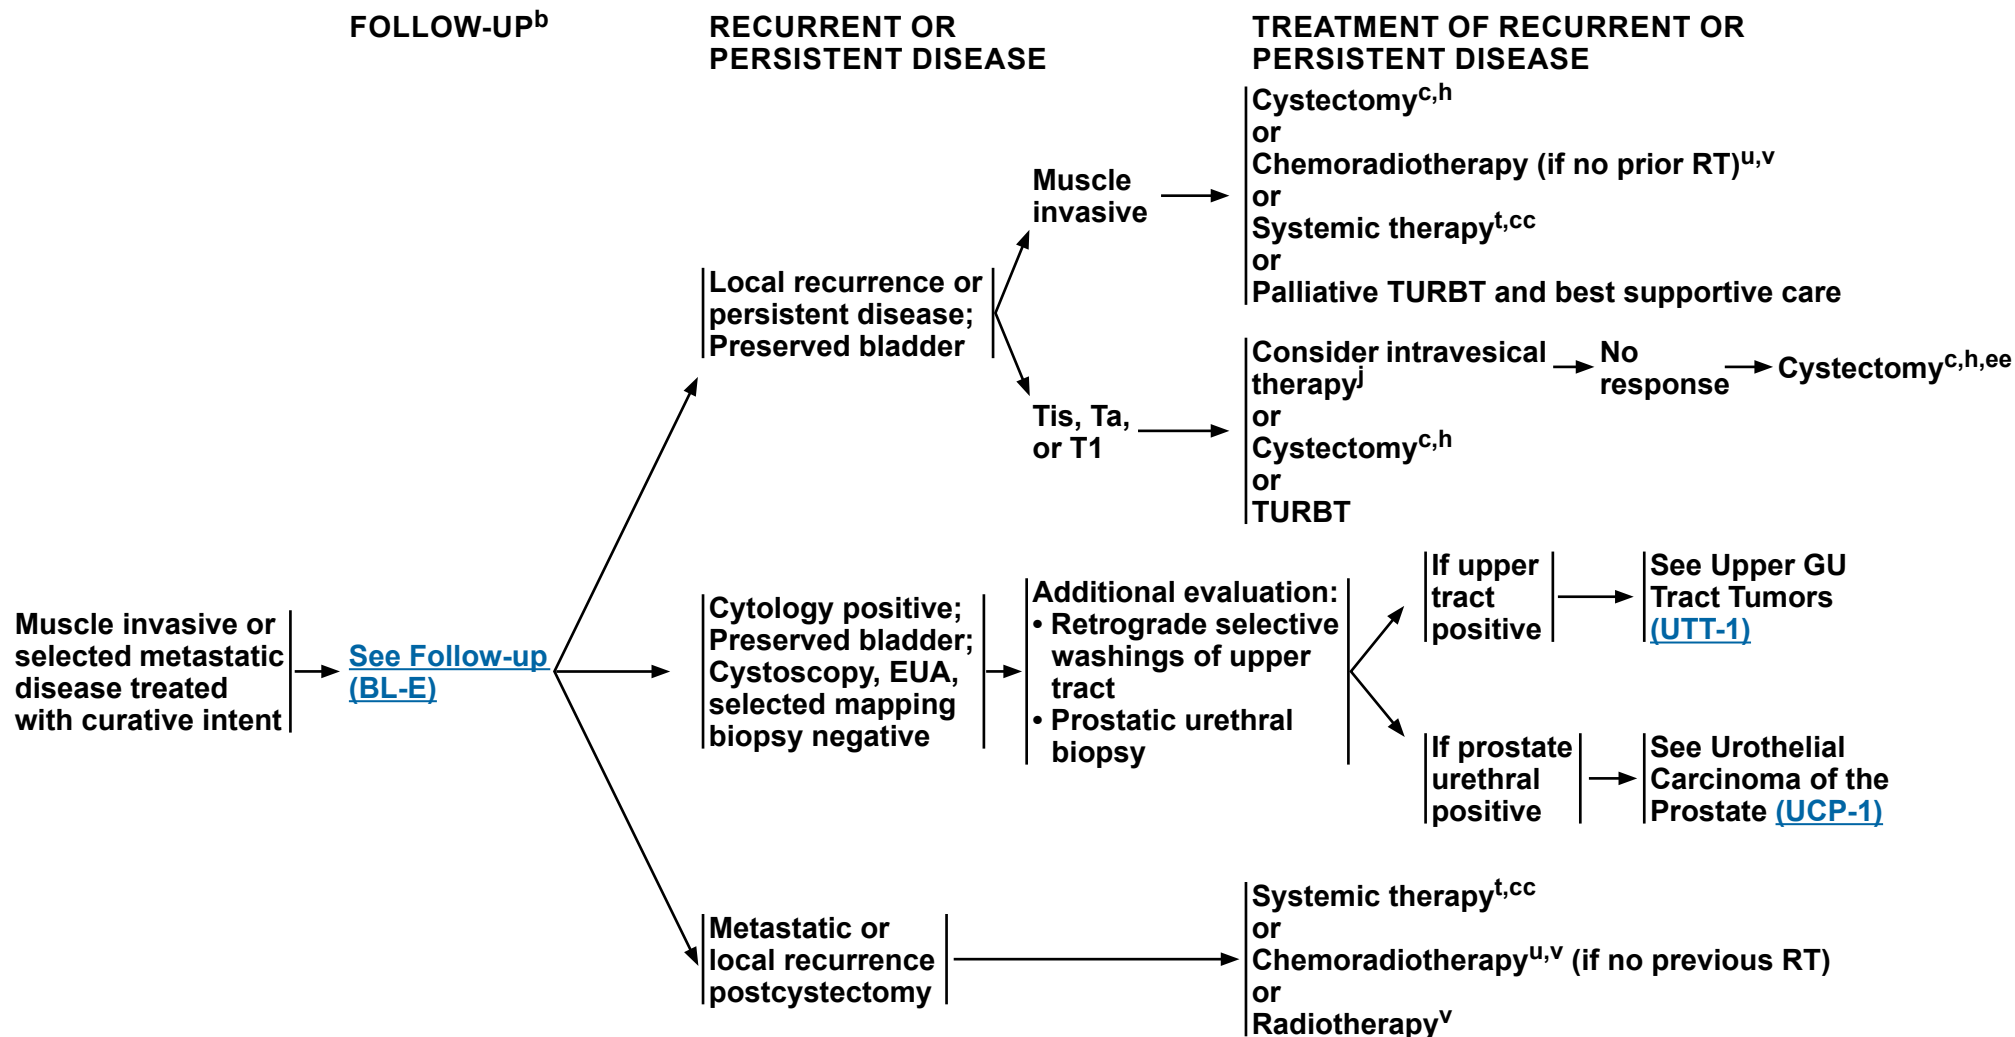 FOLLOW-UPb
RECURRENT OR
PERSISTENT DISEASE
TREATMENT OF RECURRENT OR
PERSISTENT DISEASE
Muscle invasive or
selected metastatic
disease treated
with curative intent
See Follow-up
(BL-E)
Local recurrence or
persistent disease;
Preserved bladder
Muscle
invasive
Cystectomyc,h
or
Chemoradiotherapy (if no prior RT)u,v
or
Systemic therapyt,cc
or
Palliative TURBT and best supportive care
Tis, Ta,
or T1
Consider intravesical
therapyj
or
Cystectomyc,h
or
TURBT
No
response
Cystectomyc,h,ee
Cytology positive;
Preserved bladder;
Cystoscopy, EUA,
selected mapping
biopsy negative
Additional evaluation:
• Retrograde selective
washings of upper
tract
• Prostatic urethral
biopsy
If upper
tract
positive
See Upper GU
Tract Tumors
(UTT-1)
If prostate
urethral
positive
See Urothelial
Carcinoma of the
Prostate (UCP-1)
Metastatic or
local recurrence
postcystectomy
Systemic therapyt,cc
or
Chemoradiotherapyu,v (if no previous RT)
or
Radiotherapyv